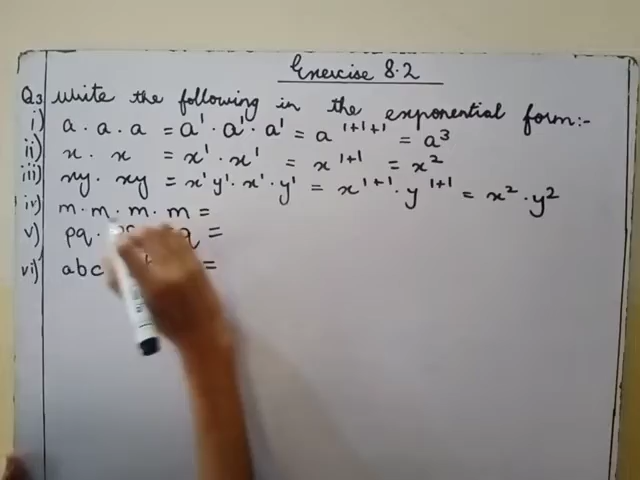 Exercise 8.2
Q3 Write the following in the exponential form:-
i) a · a · a = a¹ · a¹ · a¹ = a¹⁺¹⁺¹ = a³
ii) x · x = x¹ · x¹ = x¹⁺¹ = x²
iii) xy · xy = x¹ y¹ · x¹ · y¹ = x¹⁺¹ · y¹⁺¹ = x² · y²
iv) m · m · m · m =
v) pq · =
vi) abc =